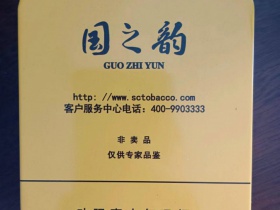 国之韵
GUO ZHI YUN
http: //www.sctobacco.com
客户服务中心电话：400-9903333
非卖品
仅供专家品鉴